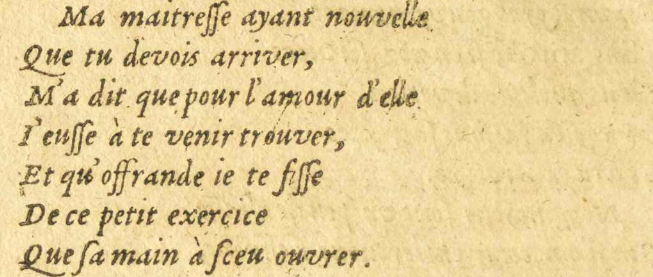 Ma maitreſſe ayant nouvelle
Que tu devois arriver,
M'a dit que pour l'amour d'elle
I'euſſe à te venir trouver,
Et qu'offrande ie te fiſſe
De ce petit exercice
Que ſa main à ſceu ouvrer.